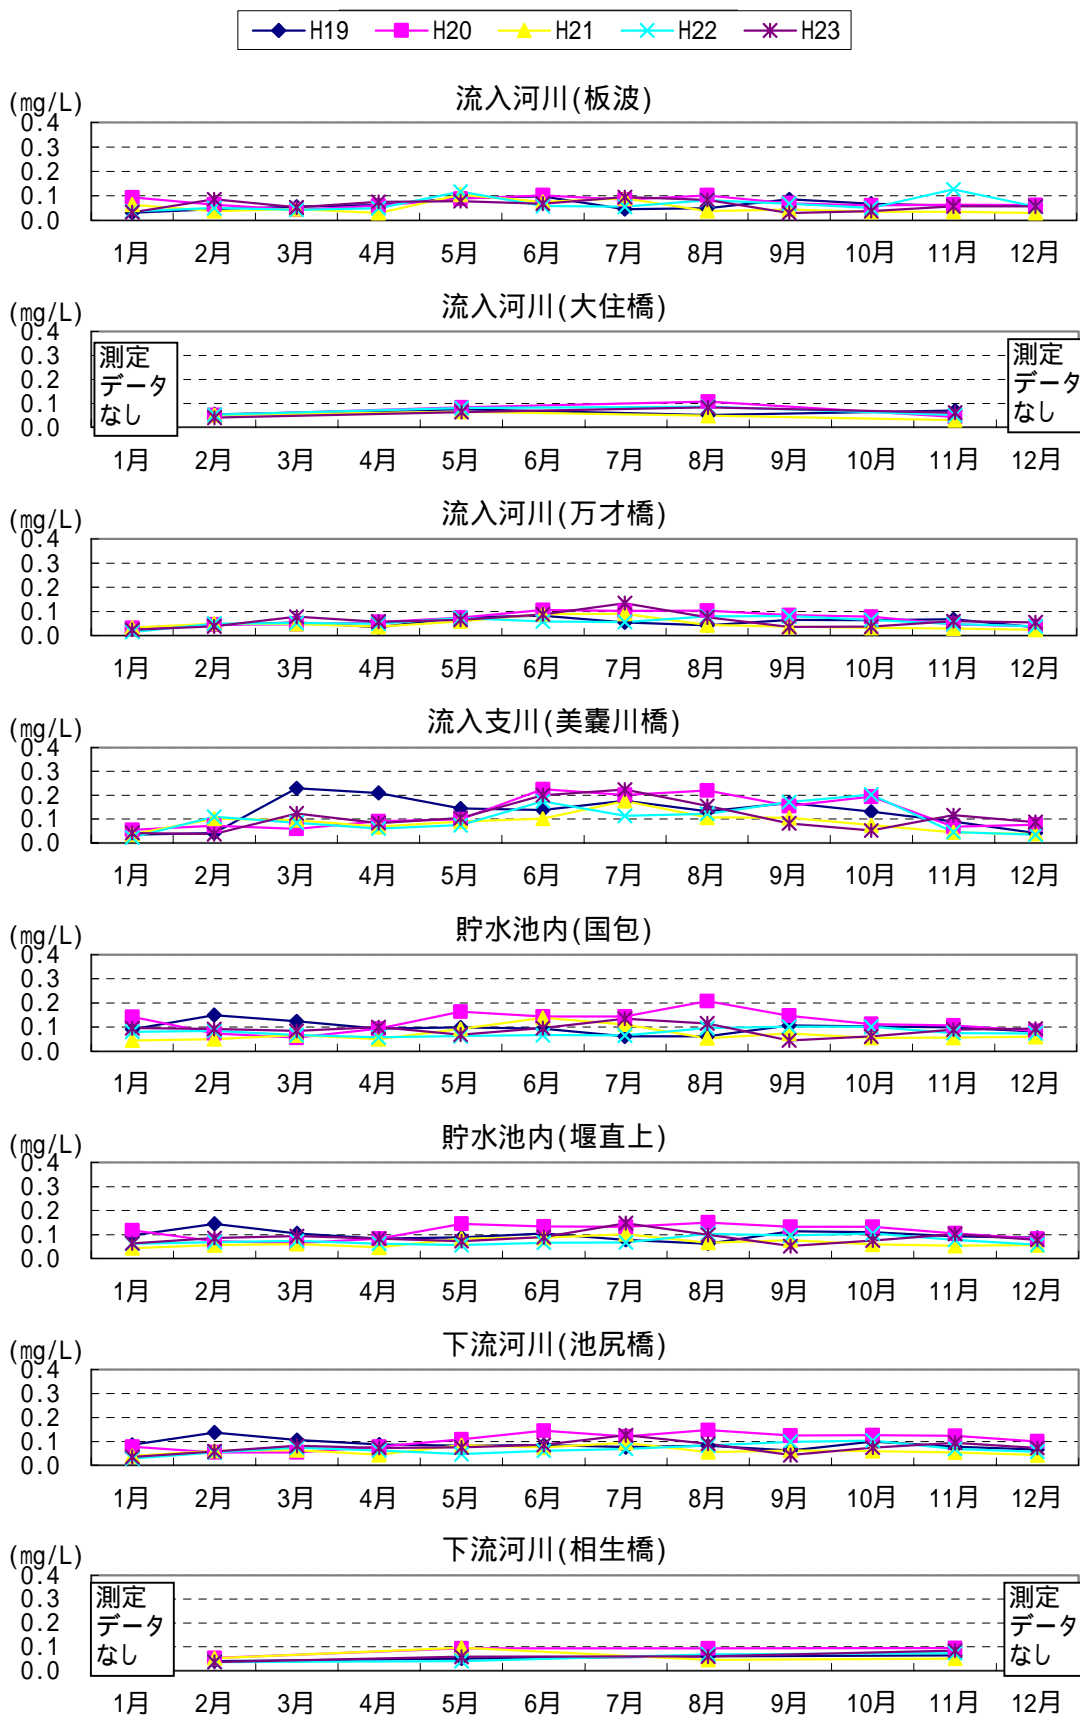 H19 H20 H21 H22 H23
(mg/L)
流入河川(板波)
0.4
0.3
0.2
0.1
0.0
1月 2月 3月 4月 5月 6月 7月 8月 9月 10月 11月 12月
(mg/L)
流入河川(大住橋)
0.4
0.3
0.2
0.1
0.0
測定
データ
なし
測定
データ
なし
1月 2月 3月 4月 5月 6月 7月 8月 9月 10月 11月 12月
(mg/L)
流入河川(万才橋)
0.4
0.3
0.2
0.1
0.0
1月 2月 3月 4月 5月 6月 7月 8月 9月 10月 11月 12月
(mg/L)
流入支川(美嚢川橋)
0.4
0.3
0.2
0.1
0.0
1月 2月 3月 4月 5月 6月 7月 8月 9月 10月 11月 12月
(mg/L)
貯水池内(国包)
0.4
0.3
0.2
0.1
0.0
1月 2月 3月 4月 5月 6月 7月 8月 9月 10月 11月 12月
(mg/L)
貯水池内(堰直上)
0.4
0.3
0.2
0.1
0.0
1月 2月 3月 4月 5月 6月 7月 8月 9月 10月 11月 12月
(mg/L)
下流河川(池尻橋)
0.4
0.3
0.2
0.1
0.0
1月 2月 3月 4月 5月 6月 7月 8月 9月 10月 11月 12月
(mg/L)
下流河川(相生橋)
0.4
0.3
0.2
0.1
0.0
測定
データ
なし
測定
データ
なし
1月 2月 3月 4月 5月 6月 7月 8月 9月 10月 11月 12月